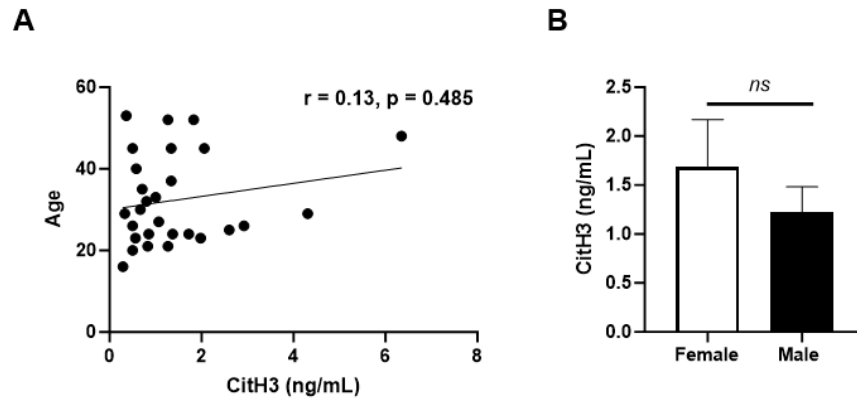 A
r = 0.13, p = 0.485
Age
60
40
20
0
0 2 4 6 8
CitH3 (ng/mL)
B
ns
CitH3 (ng/mL)
2.5
2.0
1.5
1.0
0.5
0.0
Female Male